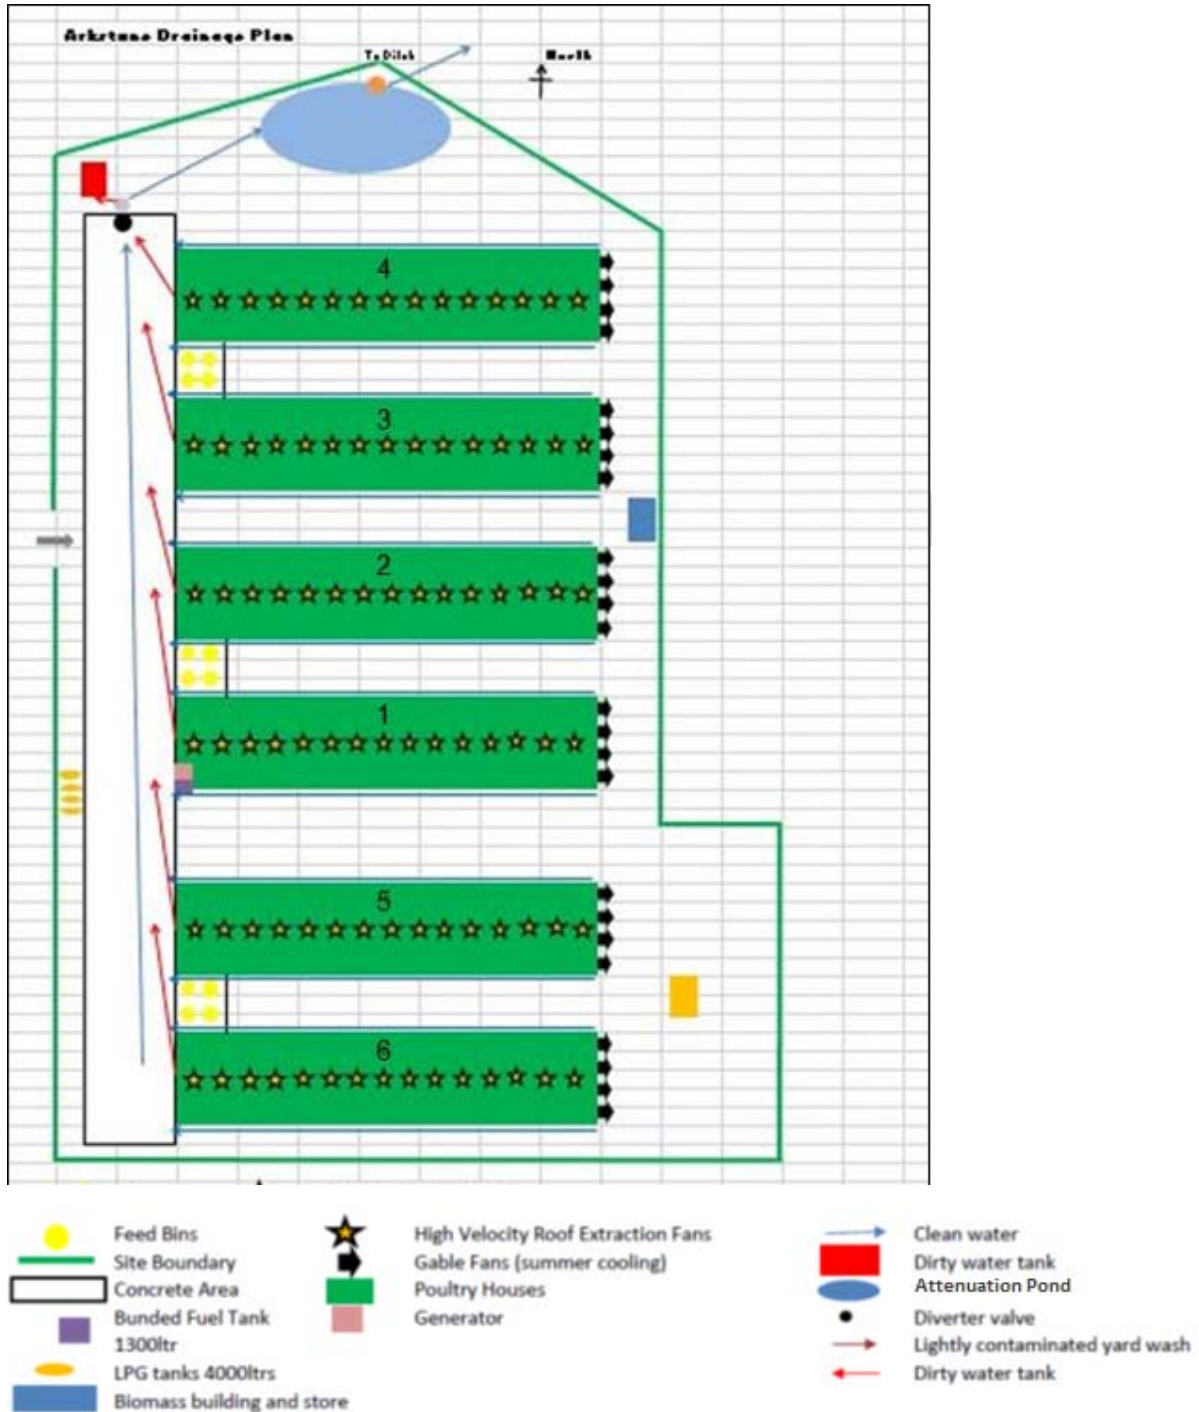 Arkstone Drainage Plan
To Ditch
North
4
3
2
1
5
6
Feed Bins
Site Boundary
Concrete Area
Bunded Fuel Tank
1300ltr
LPG tanks 4000ltrs
Biomass building and store
High Velocity Roof Extraction Fans
Gable Fans (summer cooling)
Poultry Houses
Generator
Clean water
Dirty water tank
Attenuation Pond
Diverter valve
Lightly contaminated yard wash
Dirty water tank